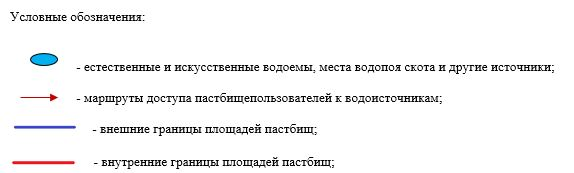 Условные обозначения:
- естественные и искусственные водоемы, места водопоя скота и другие источники;
- маршруты доступа пастбищепользователей к водоисточникам;
- внешние границы площадей пастбищ;
- внутренние границы площадей пастбищ;